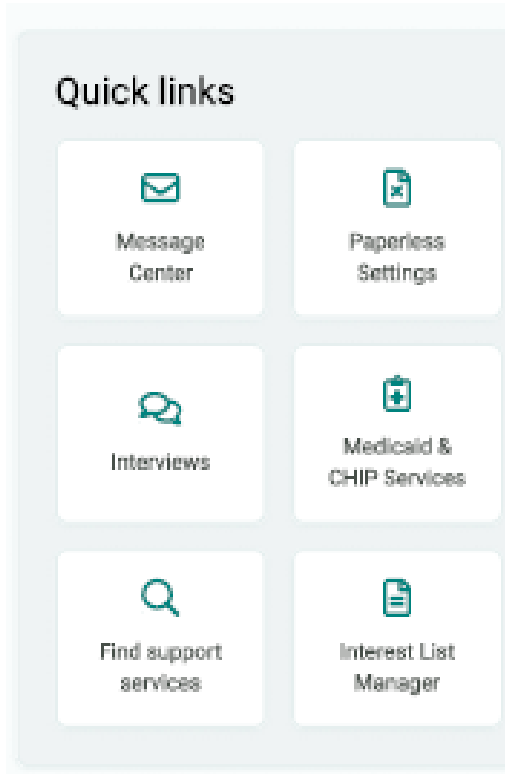 Quick links
Message
Center
Paperless
Settings
Interviews
Medicaid &
CHIP Services
Find support
services
Interest List
Manager